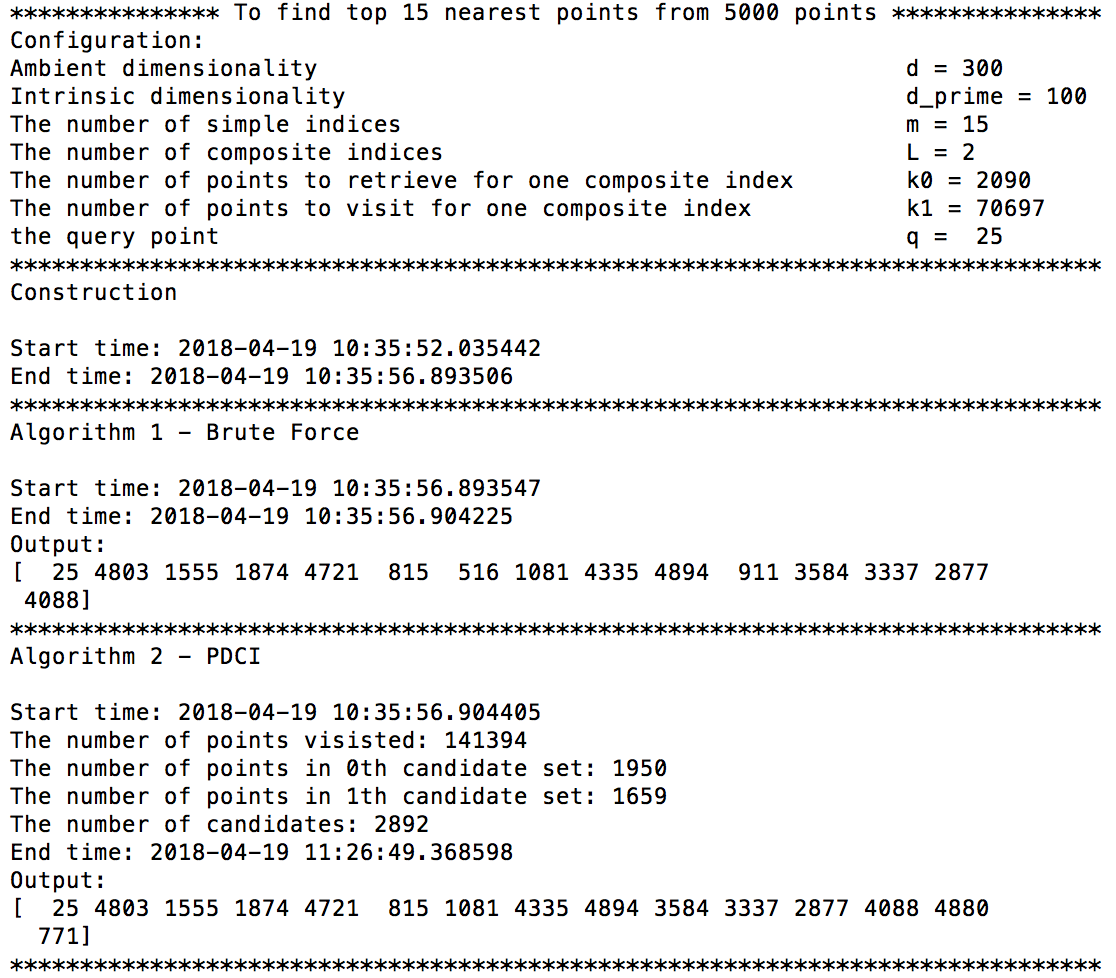 *************** To find top 15 nearest points from 5000 points ***************
Configuration:
Ambient dimensionality d = 300
Intrinsic dimensionality d_prime = 100
The number of simple indices m = 15
The number of composite indices L = 2
The number of points to retrieve for one composite index k0 = 2090
The number of points to visit for one composite index k1 = 70697
the query point q =  25
******************************************************************************
Construction
Start time: 2018-04-19 10:35:52.035442
End time: 2018-04-19 10:35:56.893506
******************************************************************************
Algorithm 1 - Brute Force
Start time: 2018-04-19 10:35:56.893547
End time: 2018-04-19 10:35:56.904225
Output:
[  25 4803 1555 1874 4721  815  516 1081 4335 4894  911 3584 3337 2877
 4088]
******************************************************************************
Algorithm 2 - PDCI
Start time: 2018-04-19 10:35:56.904405
The number of points visisted: 141394
The number of points in 0th candidate set: 1950
The number of points in 1th candidate set: 1659
The number of candidates: 2892
End time: 2018-04-19 11:26:49.368598
Output:
[  25 4803 1555 1874 4721  815 1081 4335 4894 3584 3337 2877 4088 4880
  771]
******************************************************************************